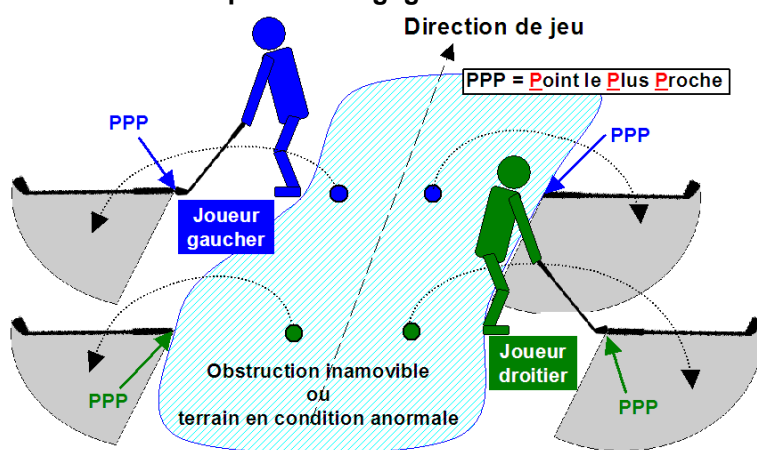 Direction de jeu
PPP = Point le Plus Proche
PPP
PPP
Joueur
gaucher
Joueur
droitier
Obstruction inamovible
ou
terrain en condition anormale
PPP
PPP